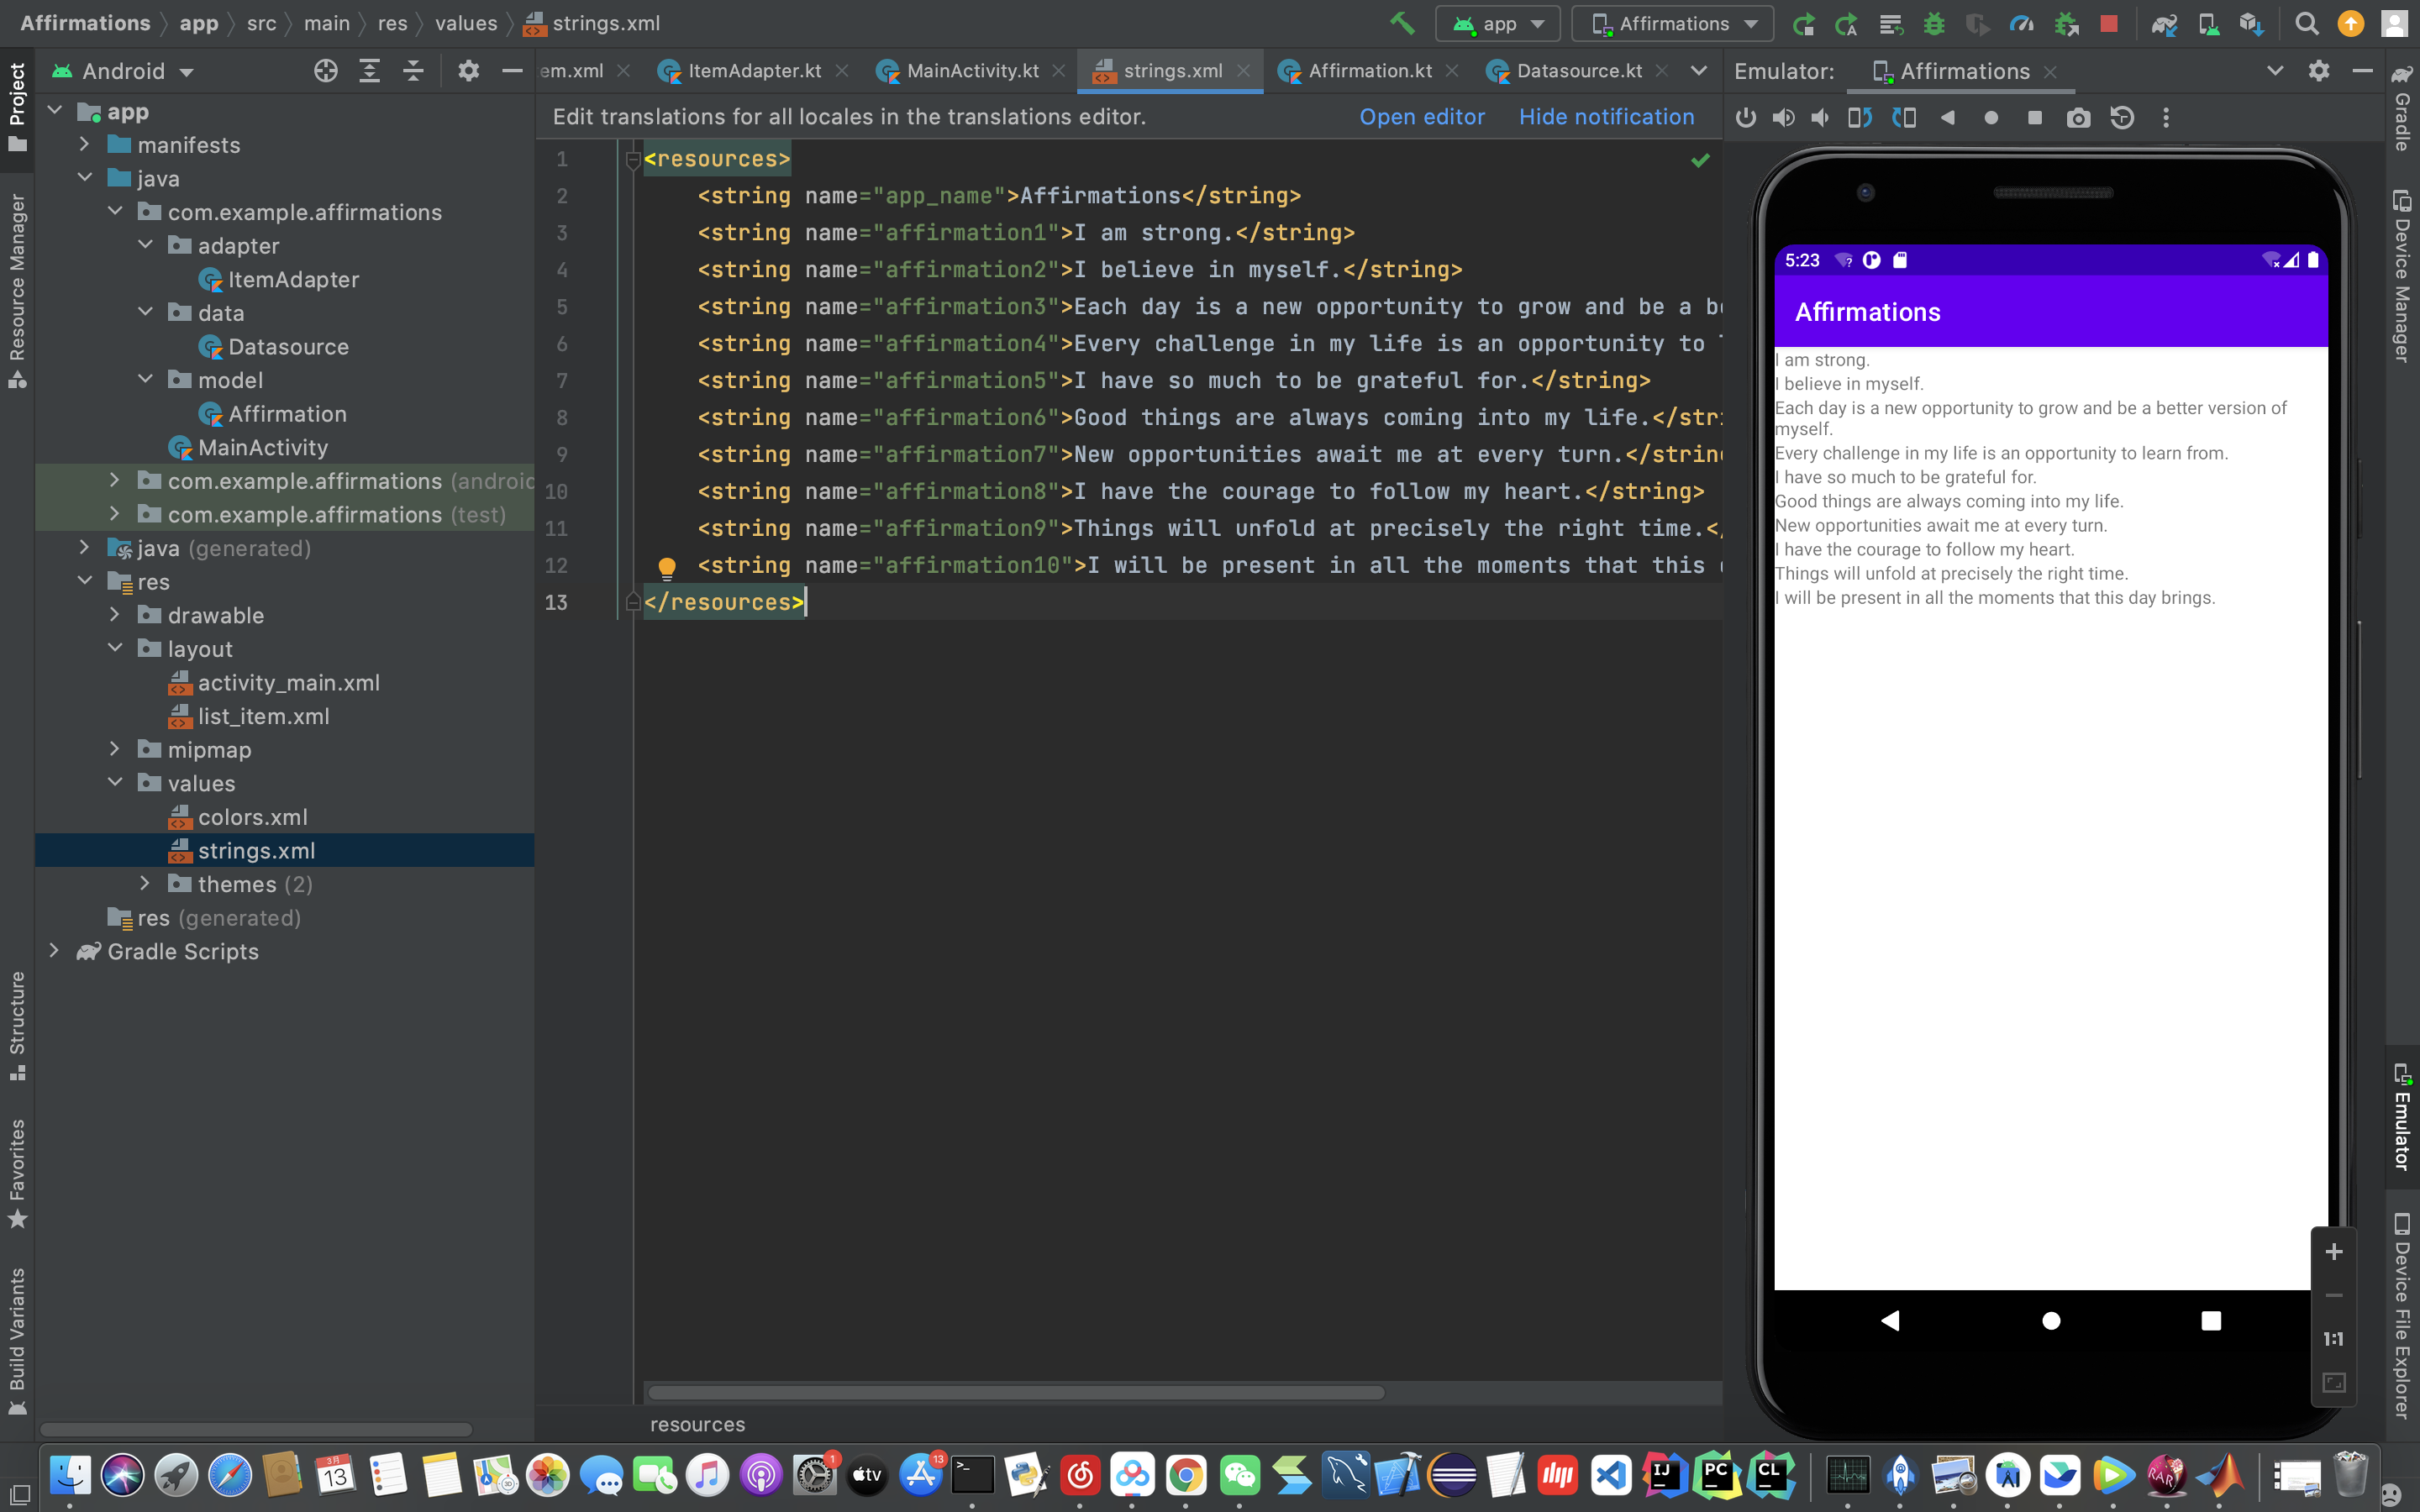 Affirmations app src main res values strings.xml
app Affirmations
Project
Android
em.xml ItemAdapter.kt MainActivity.kt strings.xml Affirmation.kt Datasource.kt
Emulator: Affirmations
Edit translations for all locales in the translations editor. Open editor Hide notification
app
manifests
java
com.example.affirmations
adapter
ItemAdapter
data
Datasource
model
Affirmation
MainActivity
com.example.affirmations (androic
com.example.affirmations (test)
java (generated)
res
drawable
layout
activity_main.xml
list_item.xml
mipmap
values
colors.xml
strings.xml
themes (2)
res (generated)
Gradle Scripts
Resource Manager
Structure
Favorites
Build Variants
1 <resources>
2 <string name="app_name">Affirmations</string>
3 <string name="affirmation1">I am strong.</string>
4 <string name="affirmation2">I believe in myself.</string>
5 <string name="affirmation3">Each day is a new opportunity to grow and be a b
6 <string name="affirmation4">Every challenge in my life is an opportunity to
7 <string name="affirmation5">I have so much to be grateful for.</string>
8 <string name="affirmation6">Good things are always coming into my life.</stri
9 <string name="affirmation7">New opportunities await me at every turn.</strin
10 <string name="affirmation8">I have the courage to follow my heart.</string>
11 <string name="affirmation9">Things will unfold at precisely the right time.</
12 <string name="affirmation10">I will be present in all the moments that this
13 </resources>
resources
5:23
Affirmations
I am strong.
I believe in myself.
Each day is a new opportunity to grow and be a better version of
myself.
Every challenge in my life is an opportunity to learn from.
I have so much to be grateful for.
Good things are always coming into my life.
New opportunities await me at every turn.
I have the courage to follow my heart.
Things will unfold at precisely the right time.
I will be present in all the moments that this day brings.
1:1
Gradle
Device Manager
Emulator
Device File Explorer
3月
13
1
tv
13
IJ
PC
CL
RAR